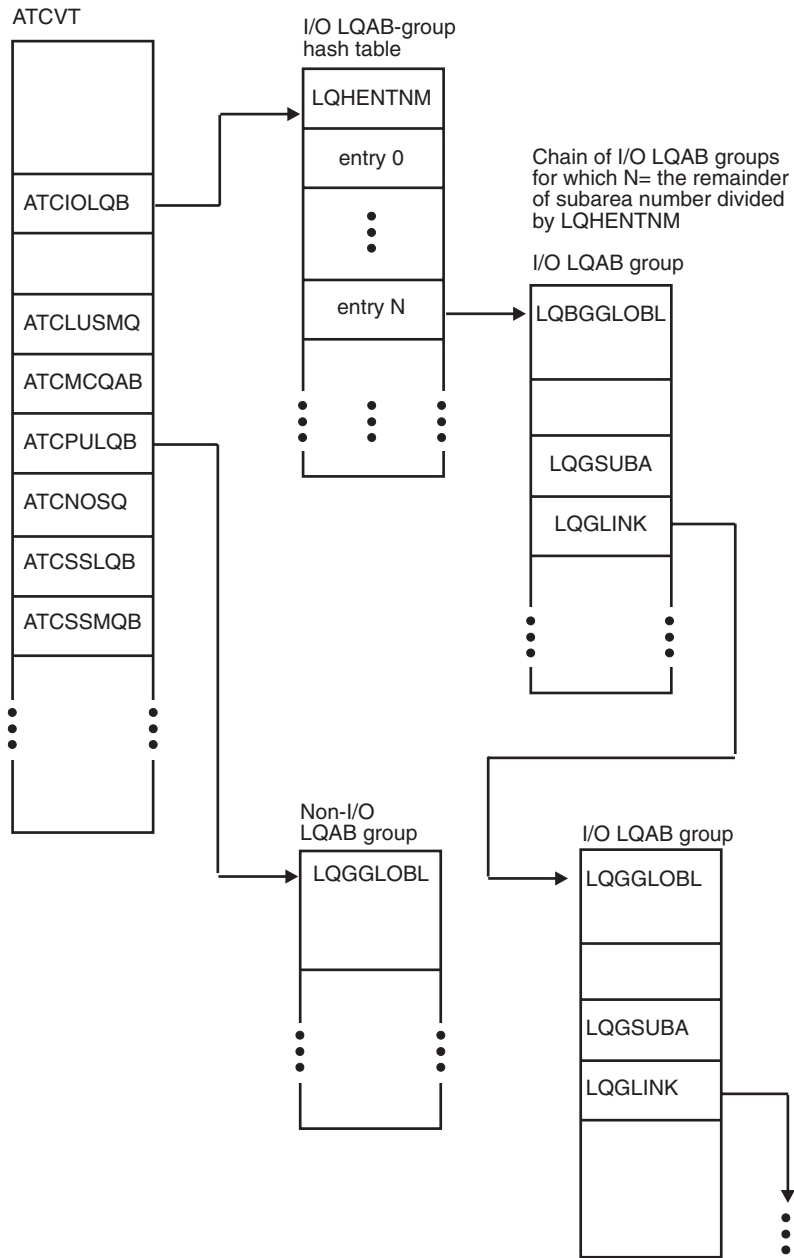 ATCVT
I/O LQAB-group
hash table
LQHENTNM
entry 0
ATCIOLQB
entry N
ATCLUSMQ
ATCMCQAB
ATCPULQB
ATCNOSQ
ATCSSLQB
ATCSSMQB
Chain of I/O LQAB groups
for which N= the remainder
of subarea number divided
by LQHENTNM
I/O LQAB group
LQBGGLOBL
LQGSUBA
LQGLINK
Non-I/O
LQAB group
LQGGLOBL
I/O LQAB group
LQGGLOBL
LQGSUBA
LQGLINK